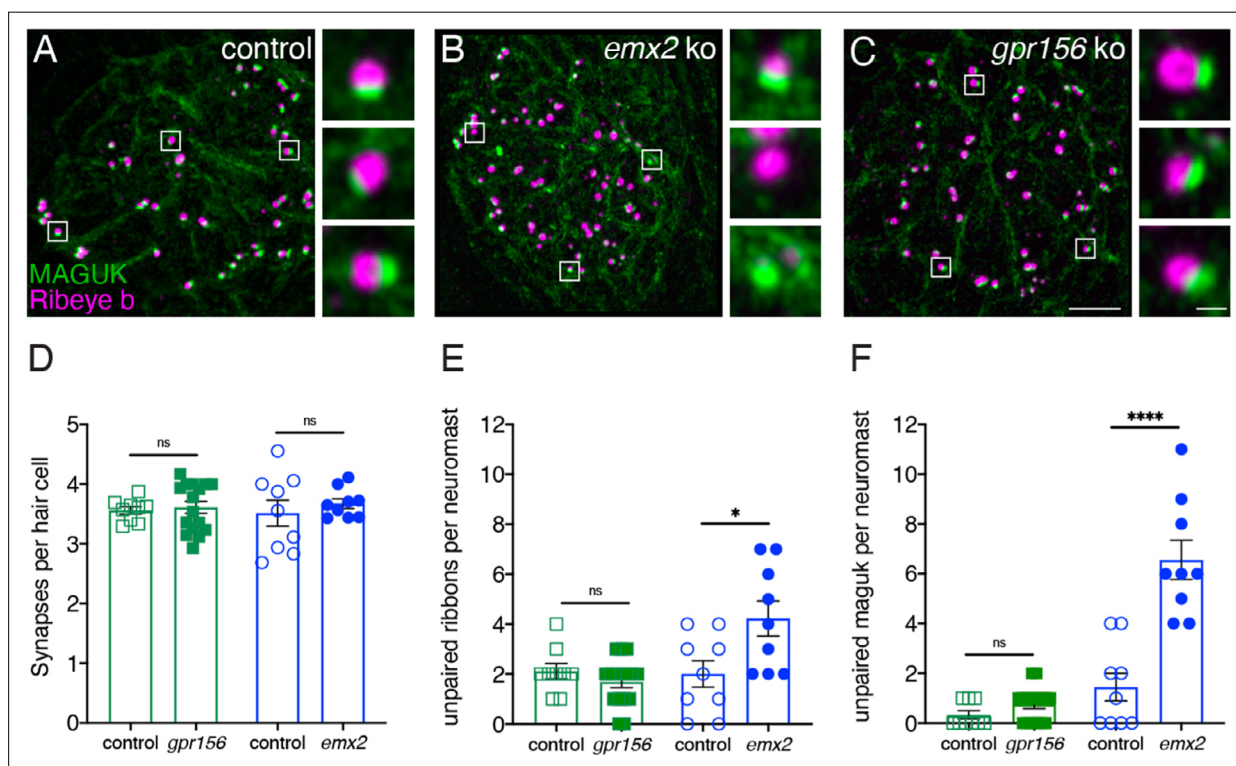 A control
B emx2 ko
C gpr156 ko
MAGUK
Ribeye b
D
E
F
Synapses per hair cell
5
4
3
2
1
0
ns
ns
control gpr156 control emx2
unpaired ribbons per neuromast
12
10
8
6
4
2
0
ns
*
control gpr156 control emx2
unpaired maguk per neuromast
12
10
8
6
4
2
0
ns
****
control gpr156 control emx2